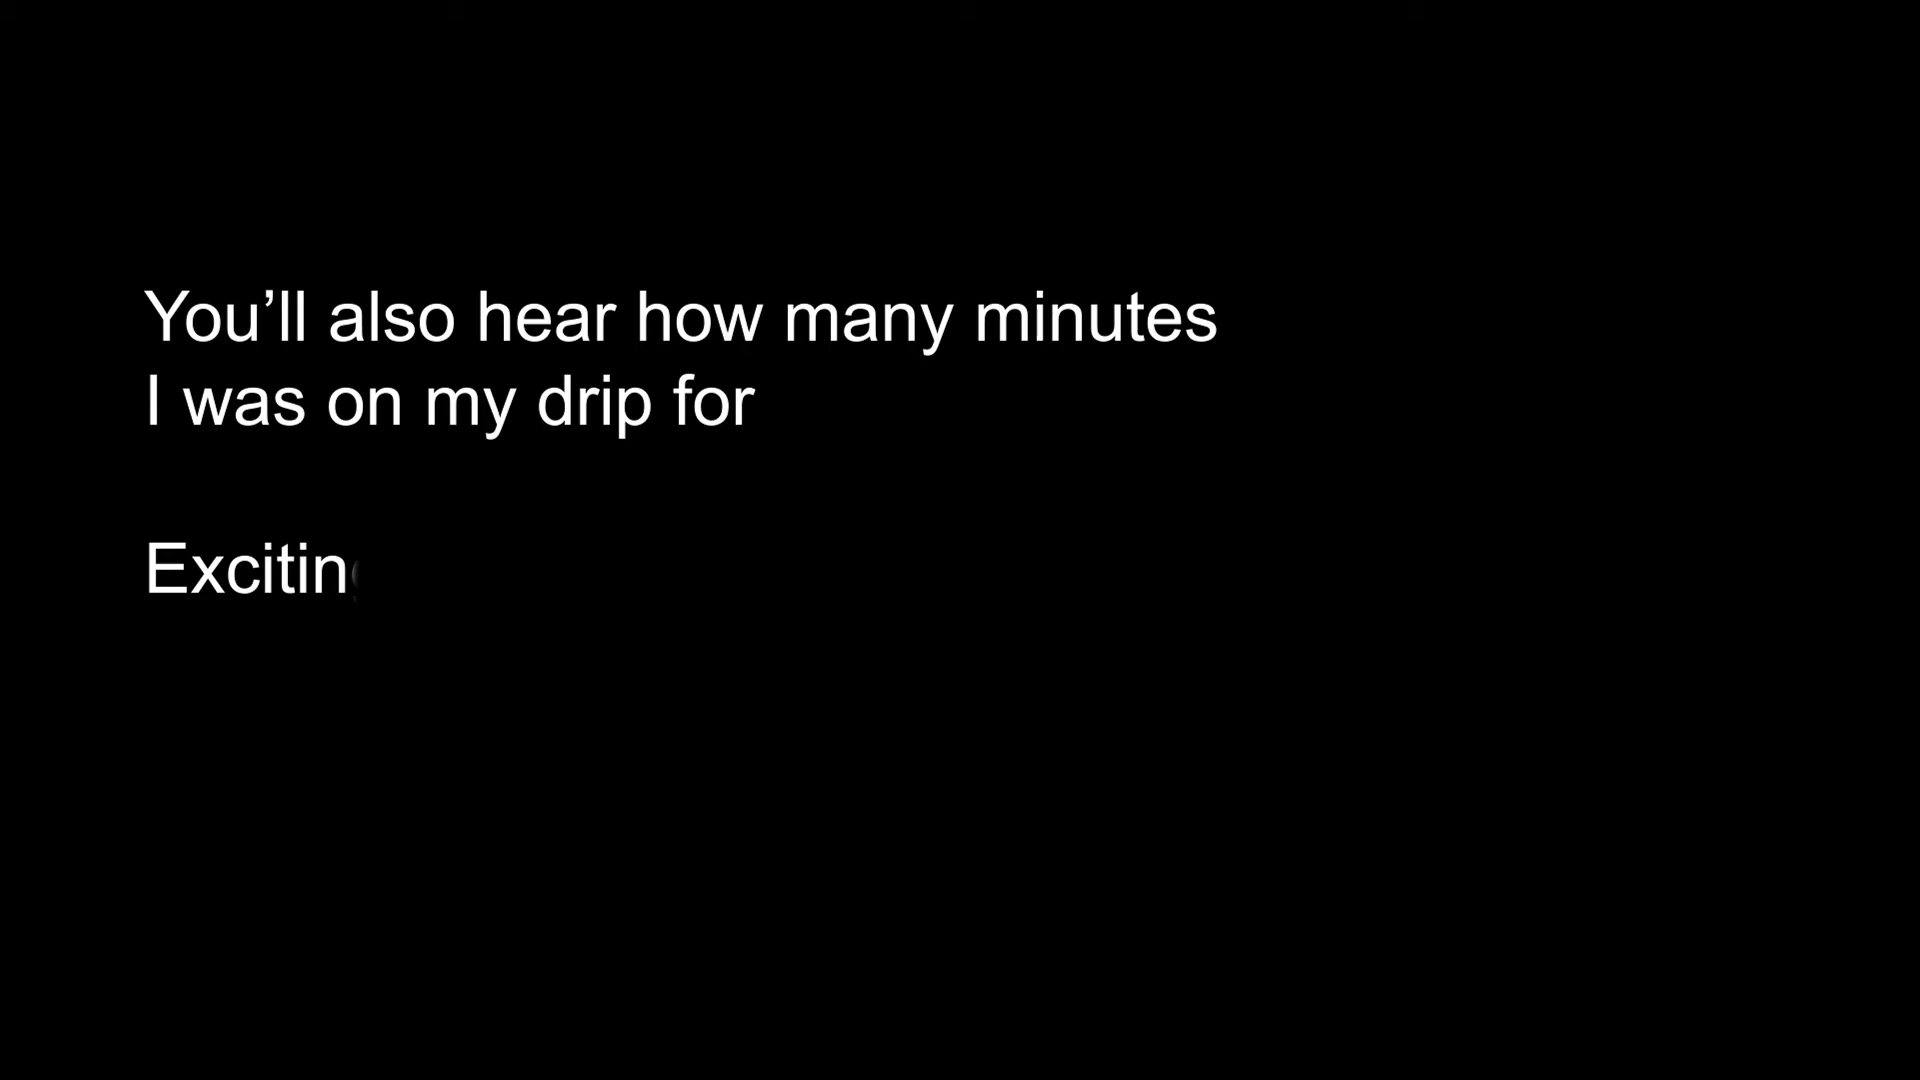 You’ll also hear how many minutes
I was on my drip for
Excitin